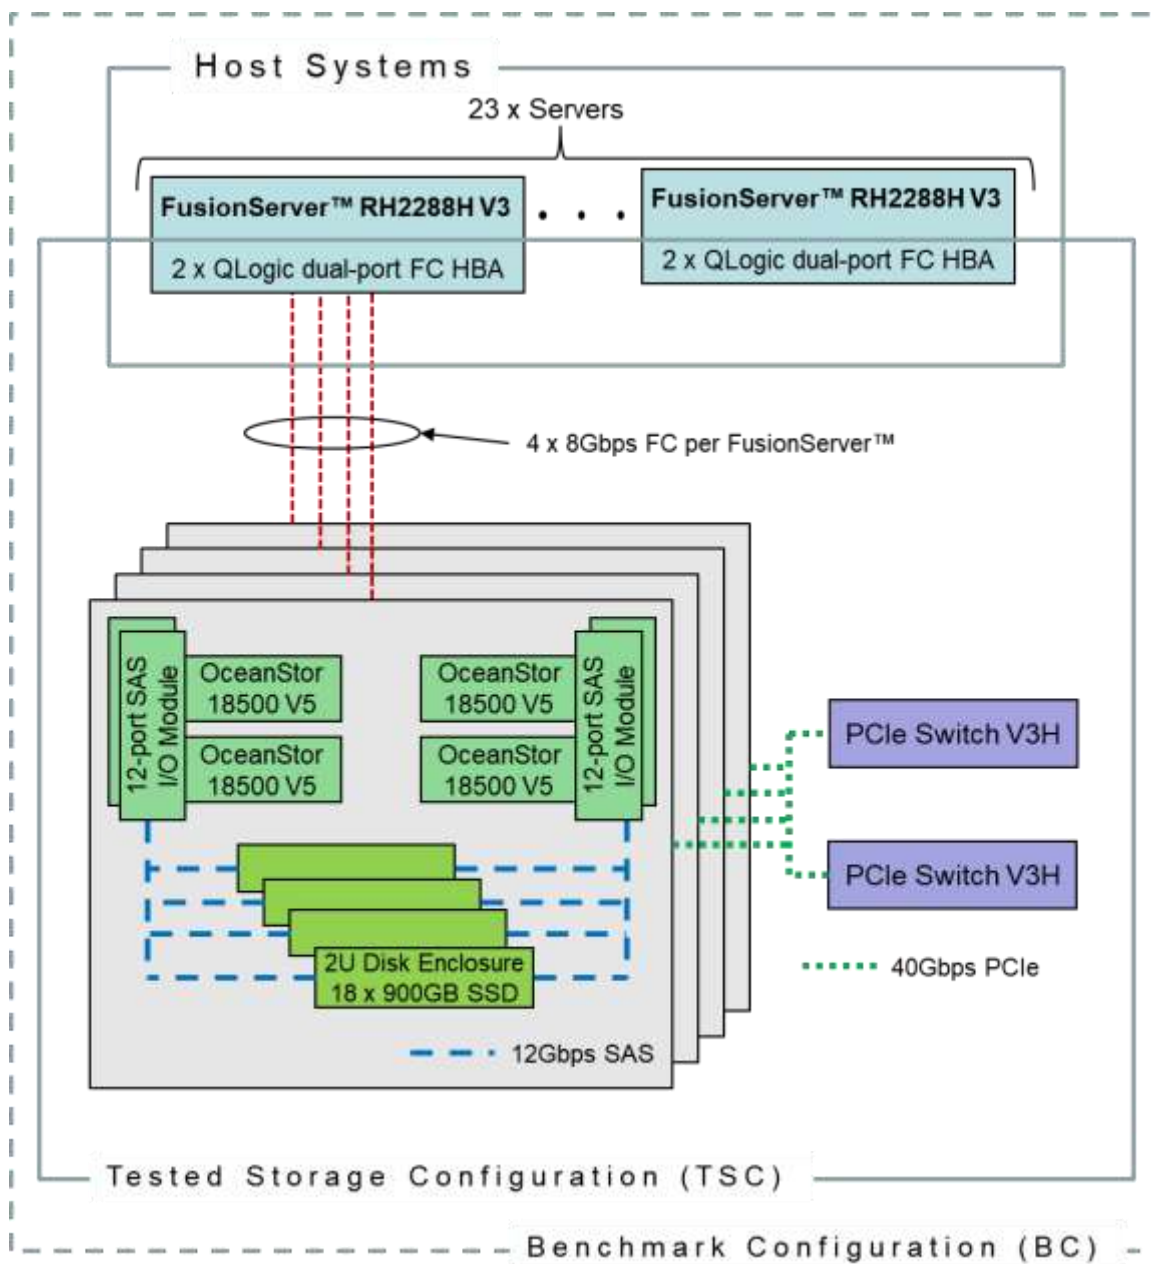 Host Systems
23 x Servers
FusionServer™ RH2288H V3
2 x QLogic dual-port FC HBA
. . .
FusionServer™ RH2288H V3
2 x QLogic dual-port FC HBA
4 x 8Gbps FC per FusionServer™
12-port SAS
I/O Module
OceanStor
18500 V5
OceanStor
18500 V5
OceanStor
18500 V5
OceanStor
18500 V5
12-port SAS
I/O Module
PCIe Switch V3H
PCIe Switch V3H
2U Disk Enclosure
18 x 900GB SSD
40Gbps PCIe
12Gbps SAS
Tested Storage Configuration (TSC)
Benchmark Configuration (BC)